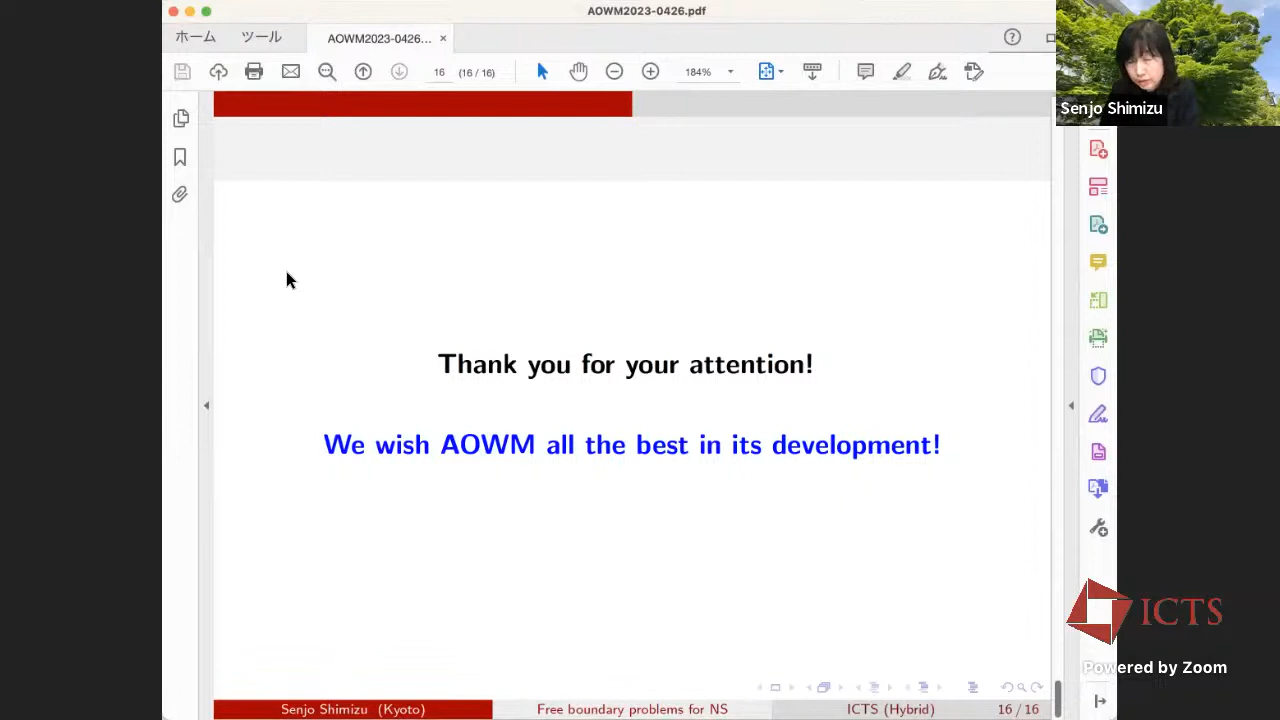 AOWM2023-0426.pdf
ホーム ツール AOWM2023-0426... ×
16 (16 / 16) 184%
Senjo Shimizu
Thank you for your attention!
We wish AOWM all the best in its development!
ICTS
Powered by Zoom
Senjo Shimizu (Kyoto) Free boundary problems for NS ICTS (Hybrid) 16 / 16